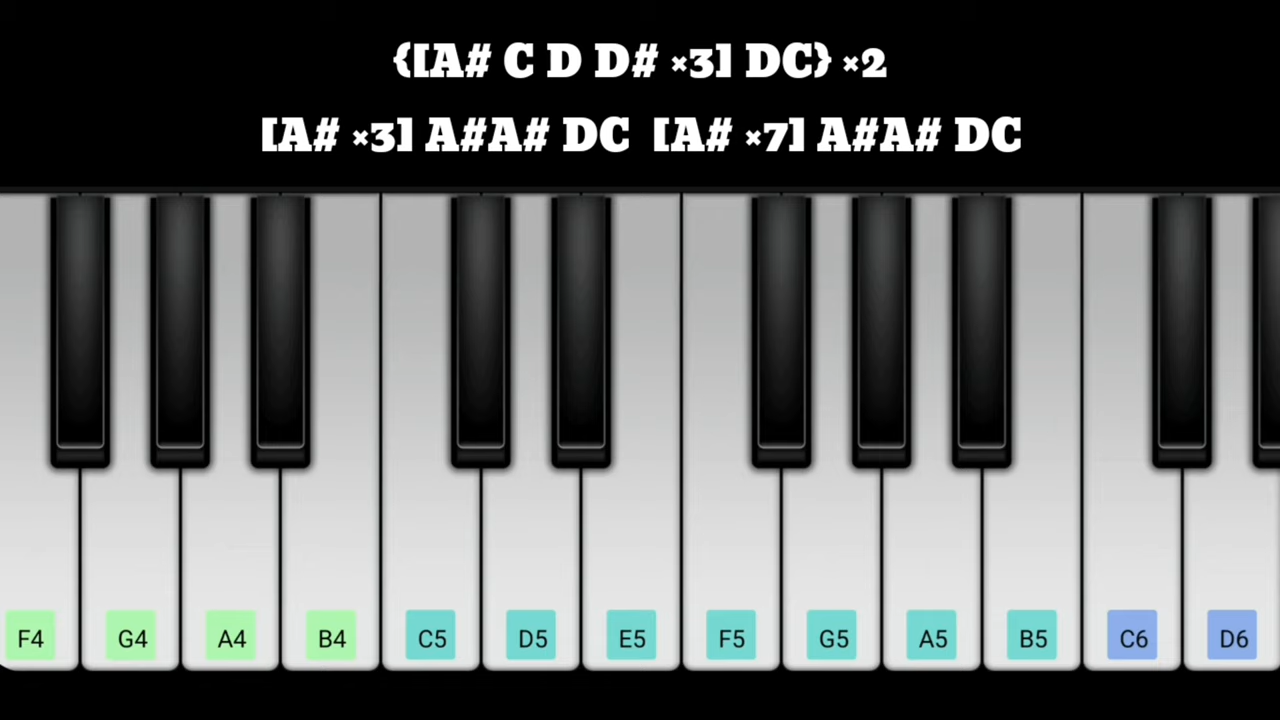 {[A# C D D# ×3] DC} ×2
[A# ×3] A#A# DC [A# ×7] A#A# DC
F4 G4 A4 B4 C5 D5 E5 F5 G5 A5 B5 C6 D6